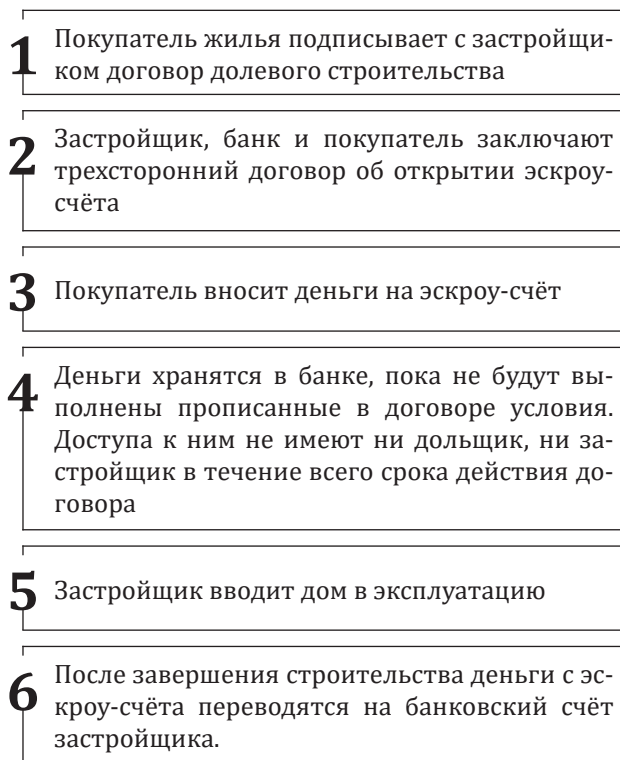 1
Покупатель жилья подписывает с застройщи-
ком договор долевого строительства
2
Застройщик, банк и покупатель заключают
трехсторонний договор об открытии эскроу-
счёта
3
Покупатель вносит деньги на эскроу-счёт
4
Деньги хранятся в банке, пока не будут вы-
полнены прописанные в договоре условия.
Доступа к ним не имеют ни дольщик, ни за-
стройщик в течение всего срока действия до-
говора
5
Застройщик вводит дом в эксплуатацию
6
После завершения строительства деньги с эс-
кроу-счёта переводятся на банковский счёт
застройщика.